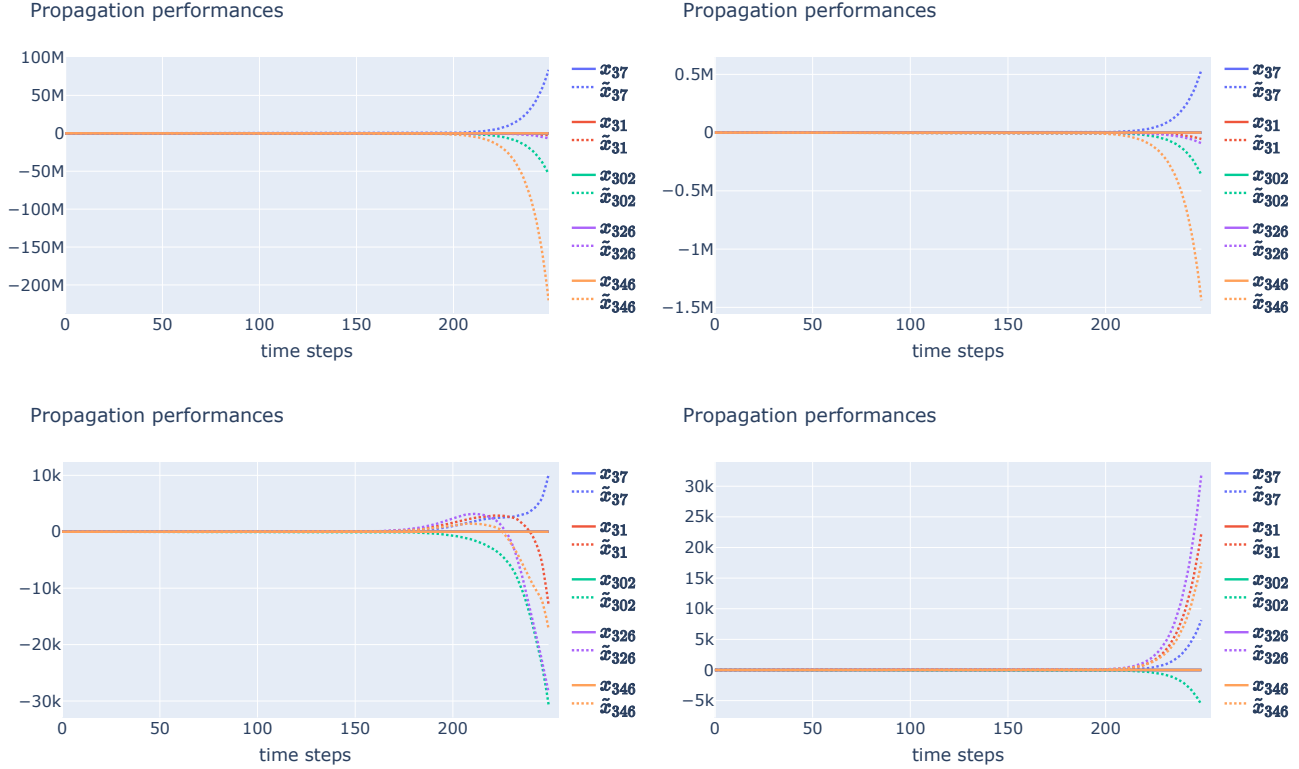 Propagation performances
100M
50M
0
−50M
−100M
−150M
−200M
0
50
100
150
200
time steps
x37
x̃37
x31
x̃31
x302
x̃302
x326
x̃326
x346
x̃346
Propagation performances
0.5M
0
−0.5M
−1M
−1.5M
0
50
100
150
200
time steps
x37
x̃37
x31
x̃31
x302
x̃302
x326
x̃326
x346
x̃346
Propagation performances
10k
0
−10k
−20k
−30k
0
50
100
150
200
time steps
x37
x̃37
x31
x̃31
x302
x̃302
x326
x̃326
x346
x̃346
Propagation performances
30k
25k
20k
15k
10k
5k
0
−5k
0
50
100
150
200
time steps
x37
x̃37
x31
x̃31
x302
x̃302
x326
x̃326
x346
x̃346